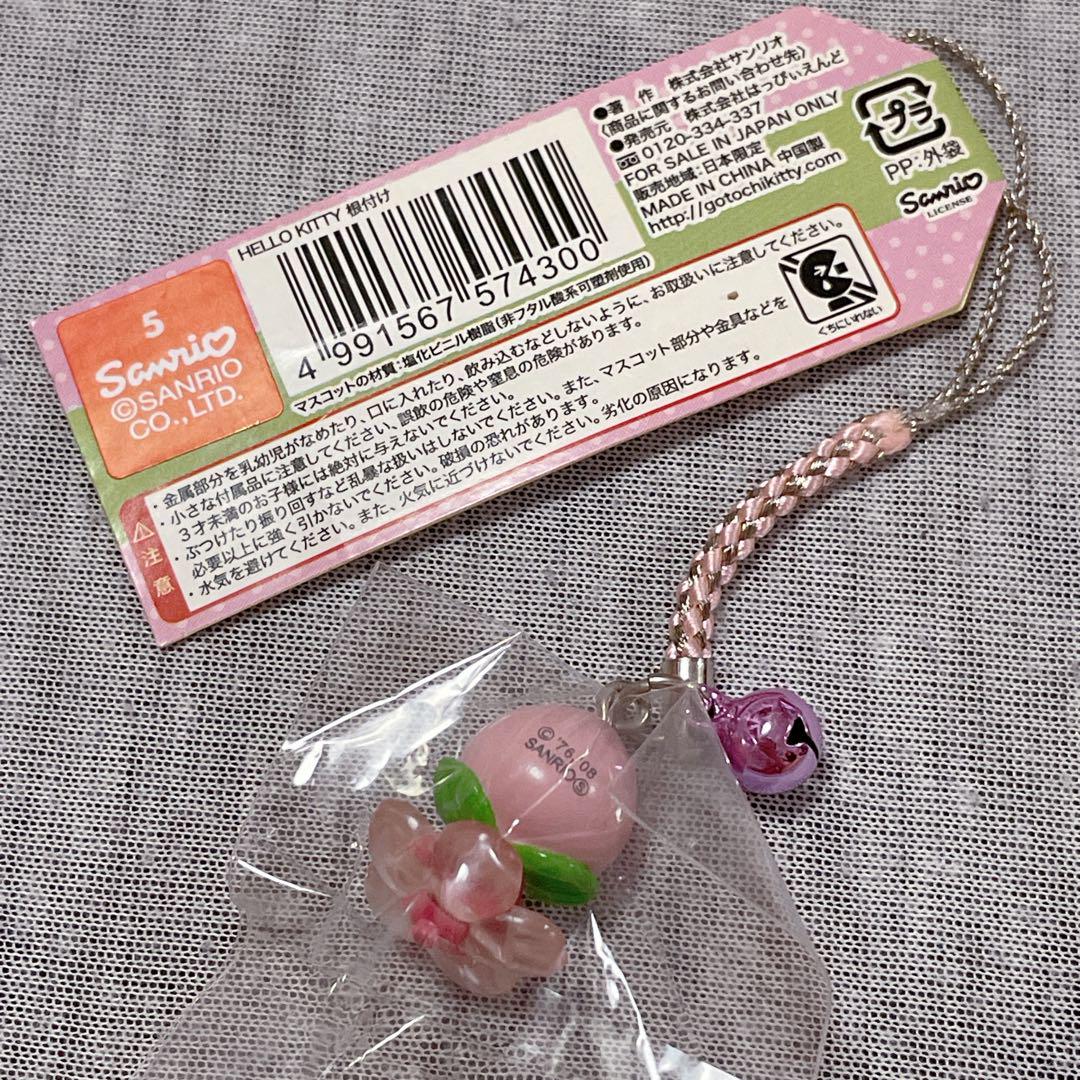 ●著　作　株式会社サンリオ
〈商品に関するお問い合わせ先〉
●発売元　株式会社はっぴぃえんど
0120-334-337
FOR SALE IN JAPAN ONLY
販売地域:日本限定
MADE IN CHINA 中国製
http://gotochikitty.com
プラ
PP:外袋
Sanrio
LICENSE
HELLO KITTY 根付け
4 991567 574300
5
Sanrio
©SANRIO
CO.,LTD.
マスコットの材質:塩化ビニル樹脂(非フタル酸系可塑剤使用)
くちにいれない
注意
・金属部分を乳幼児がなめたり、口に入れたり、飲み込むなどしないように、お取扱いに注意してください。
・小さな付属品に注意してください、誤飲の危険や窒息の危険があります。
3才未満のお子様には絶対に与えないでください。
・ぶつけたり振り回すなど乱暴な扱いはしないでください。また、マスコット部分や金具などを
必要以上に強く引かないでください。破損の恐れがあります。
・水気を避けてください。また、火気に近づけないでください。劣化の原因になります。
© '76,'08
SANRIO Ⓢ